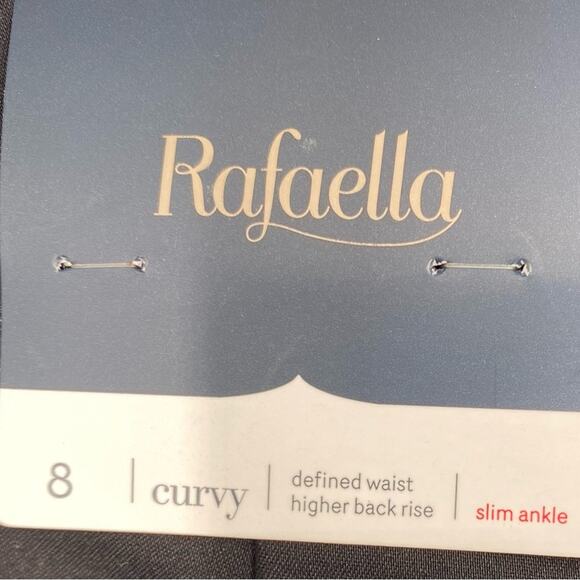 Rafaella
8
curvy
defined waist
higher back rise
slim ankle